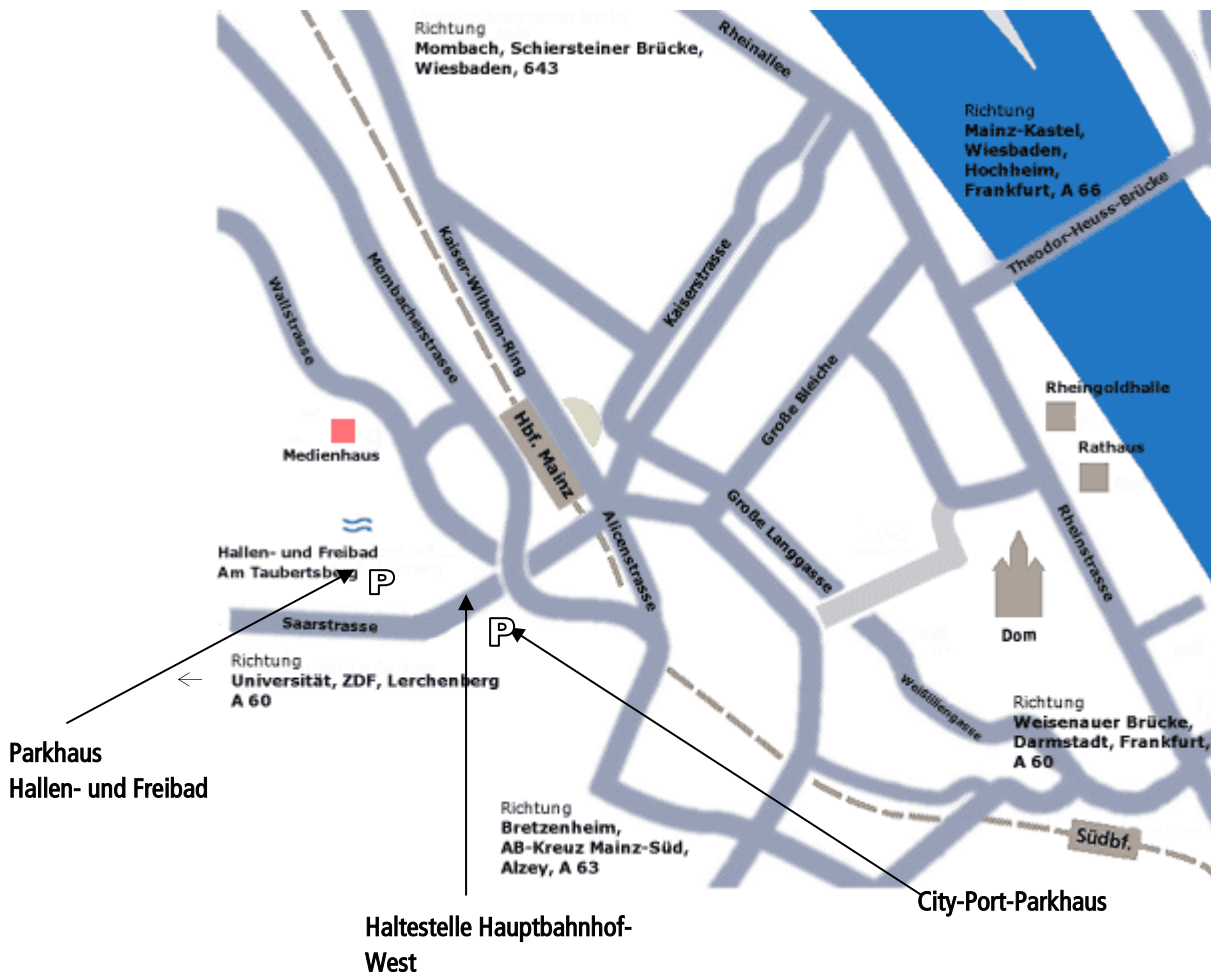 Richtung
Mombach, Schiersteiner Brücke,
Wiesbaden, 643
Rheinallee
Richtung
Mainz-Kastel,
Wiesbaden,
Hochheim,
Frankfurt, A 66
Theodor-Heuss-Brücke
Wallstrasse
Mombacherstrasse
Kaiser-Wilhelm-Ring
Kaiserstrasse
Große Bleiche
Rheingoldhalle
Rathaus
Hbf. Mainz
Medienhaus
Große Langgasse
Alicenstrasse
Rheinstrasse
Hallen- und Freibad
Am Taubertsberg
P
Saarstrasse
P
Dom
Richtung
Universität, ZDF, Lerchenberg
A 60
Weißliliengasse
Richtung
Weisenauer Brücke,
Darmstadt, Frankfurt,
A 60
Parkhaus
Hallen- und Freibad
Richtung
Bretzenheim,
AB-Kreuz Mainz-Süd,
Alzey, A 63
Südbf.
City-Port-Parkhaus
Haltestelle Hauptbahnhof-
West